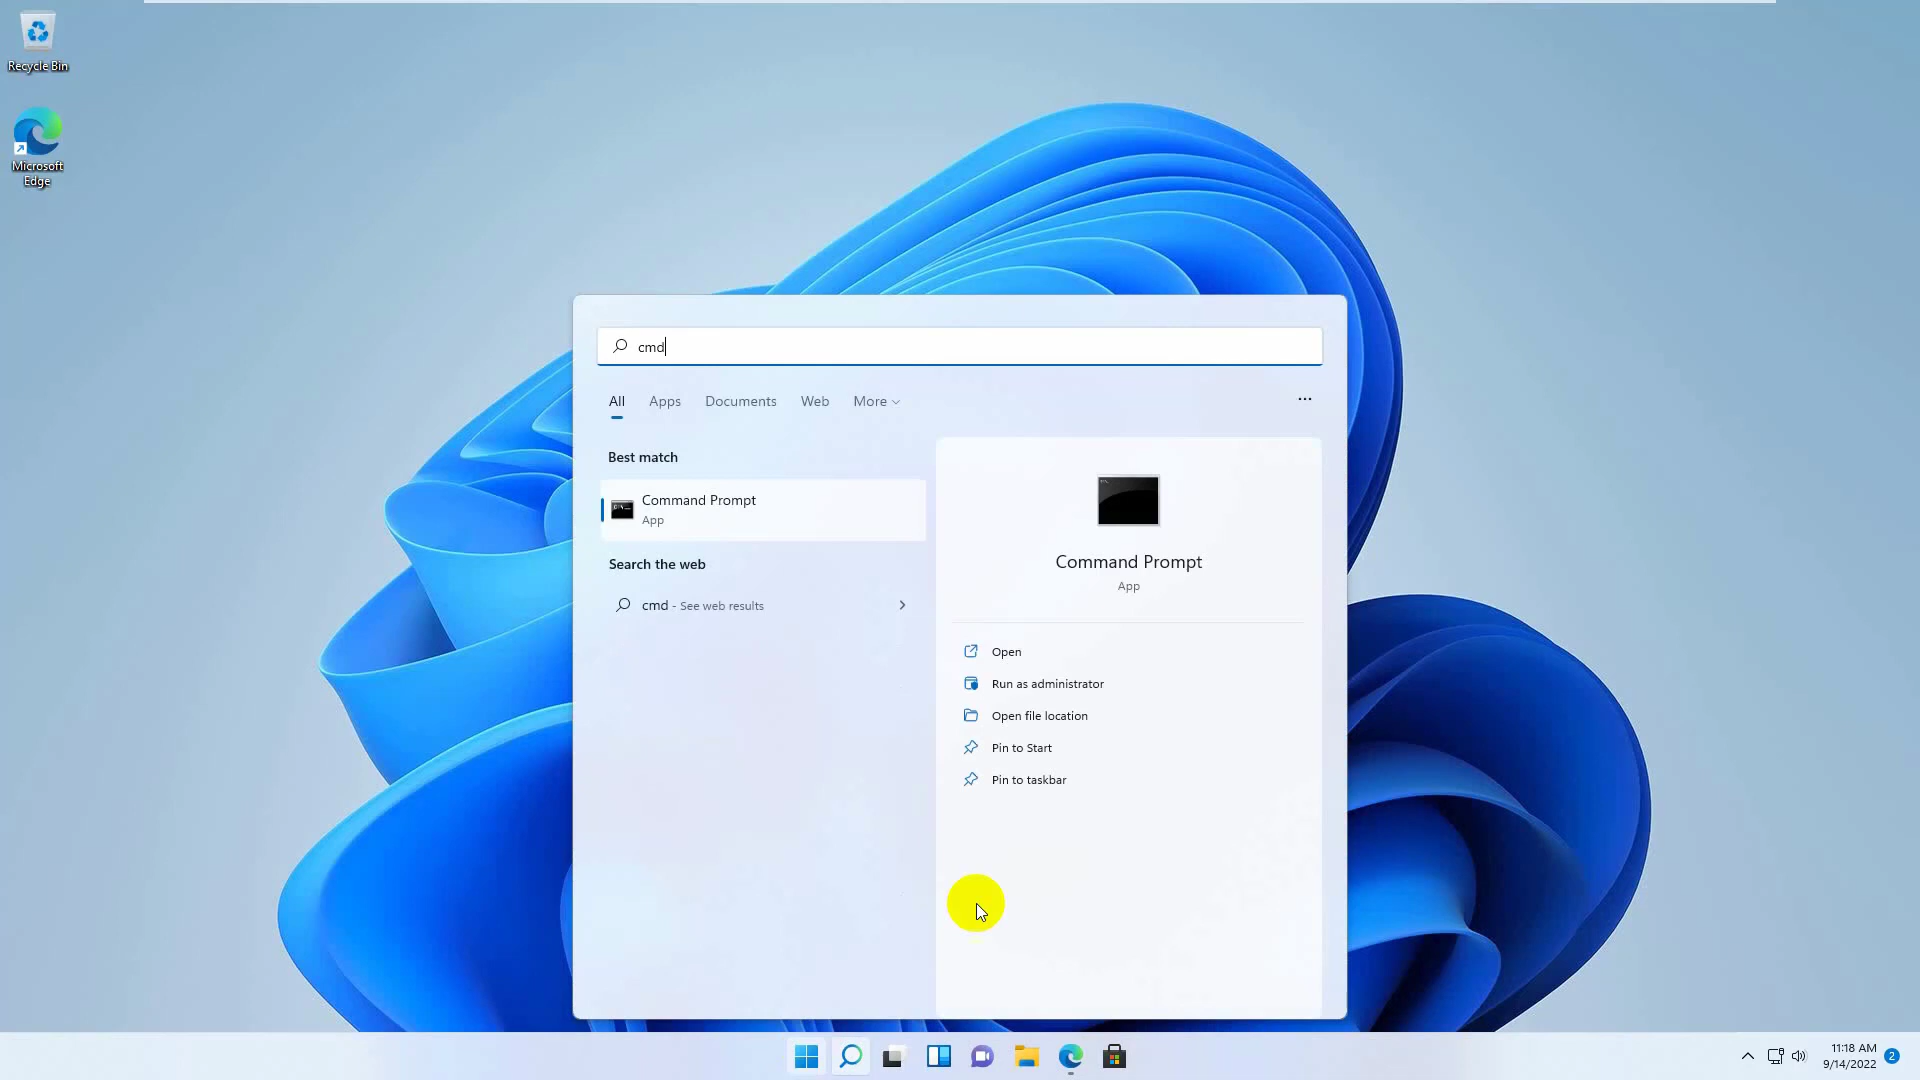 Recycle Bin
Microsoft
Edge
cmd
All Apps Documents Web More
Best match
Command Prompt
App
Search the web
cmd - See web results
Command Prompt
App
Open
Run as administrator
Open file location
Pin to Start
Pin to taskbar
11:18 AM
9/14/2022
2